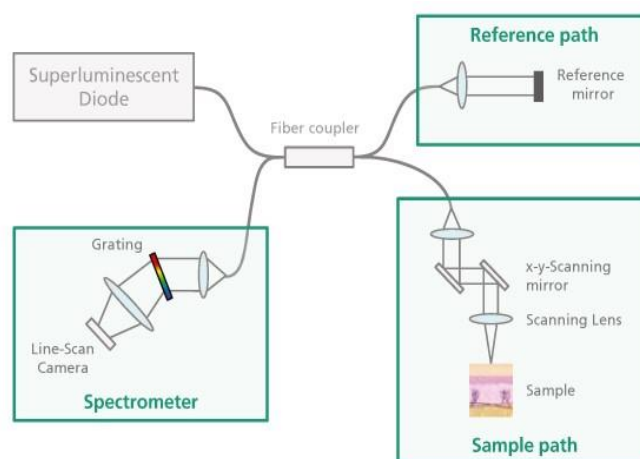 Superluminescent
Diode
Fiber coupler
Reference path
Reference
mirror
Grating
Line-Scan
Camera
Spectrometer
x-y-Scanning
mirror
Scanning Lens
Sample
Sample path